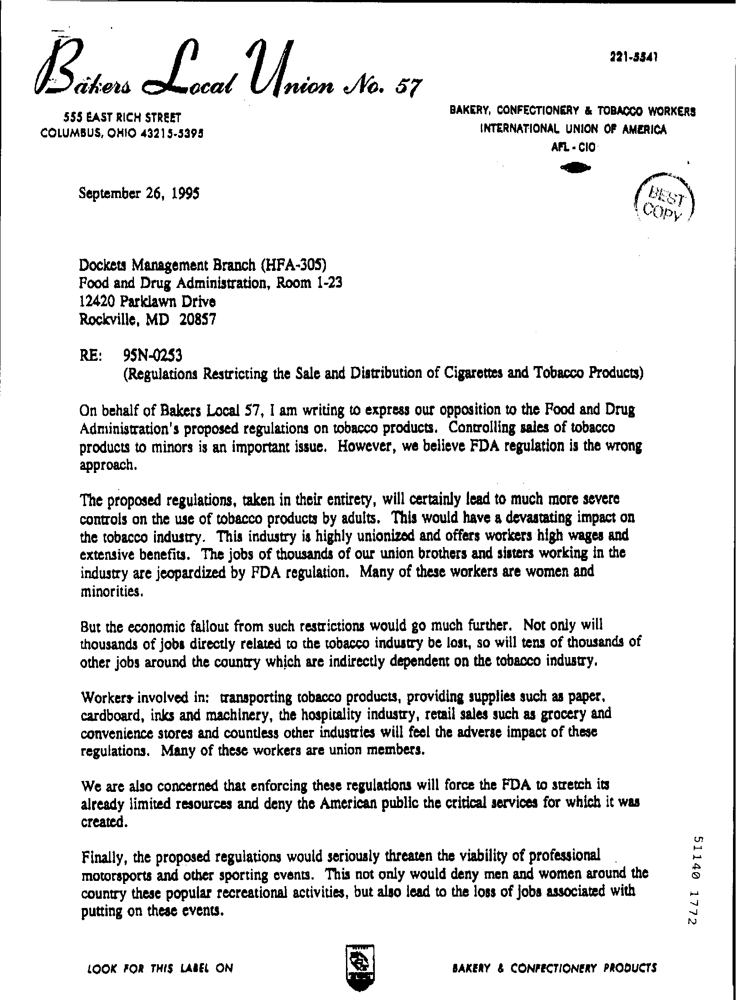 Bakers Local Union No. 57
221-5541
555 EAST RICH STREET
COLUMBUS, OHIO 43215-5395
BAKERY, CONFECTIONERY & TOBACCO WORKERS
INTERNATIONAL UNION OF AMERICA
AFL - CIO
BEST
COPY
September 26, 1995
Dockets Management Branch (HFA-305)
Food and Drug Administration, Room 1-23
12420 Parklawn Drive
Rockville, MD 20857
RE: 95N-0253
(Regulations Restricting the Sale and Distribution of Cigarettes and Tobacco Products)
On behalf of Bakers Local 57, I am writing to express our opposition to the Food and Drug
Administration's proposed regulations on tobacco products. Controlling sales of tobacco
products to minors is an important issue. However, we believe FDA regulation is the wrong
approach.
The proposed regulations, taken in their entirety, will certainly lead to much more severe
controls on the use of tobacco products by adults. This would have a devastating impact on
the tobacco industry. This industry is highly unionized and offers workers high wages and
extensive benefits. The jobs of thousands of our union brothers and sisters working in the
industry are jeopardized by FDA regulation. Many of these workers are women and
minorities.
But the economic fallout from such restrictions would go much further. Not only will
thousands of jobs directly related to the tobacco industry be lost, so will tens of thousands of
other jobs around the country which are indirectly dependent on the tobacco industry.
Workers involved in: transporting tobacco products, providing supplies such as paper,
cardboard, inks and machinery, the hospitality industry, retail sales such as grocery and
convenience stores and countless other industries will feel the adverse impact of these
regulations. Many of these workers are union members.
We are also concerned that enforcing these regulations will force the FDA to stretch its
already limited resources and deny the American public the critical services for which it was
created.
Finally, the proposed regulations would seriously threaten the viability of professional
motorsports and other sporting events. This not only would deny men and women around the
country these popular recreational activities, but also lead to the loss of jobs associated with
putting on these events.
51140 1772
LOOK FOR THIS LABEL ON
BAKERY & CONFECTIONERY PRODUCTS